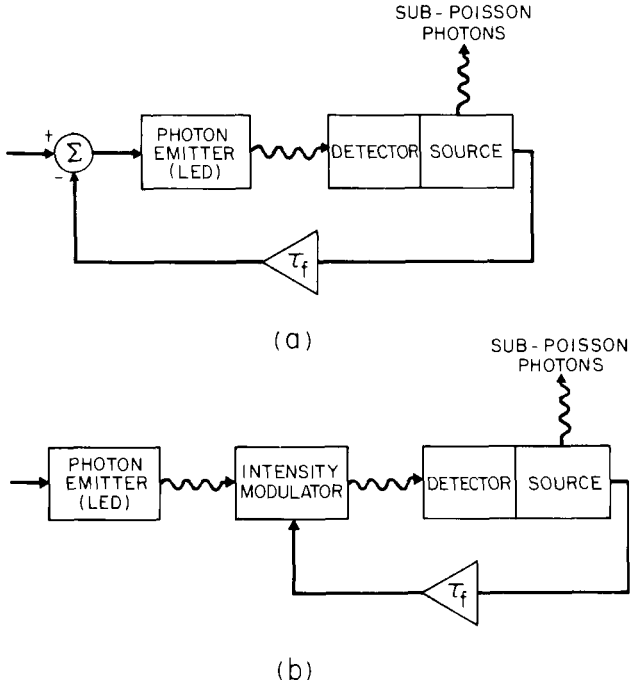 SUB-POISSON
PHOTONS
+
Σ
-
PHOTON
EMITTER
(LED)
DETECTOR
SOURCE
τf
(a)
SUB-POISSON
PHOTONS
PHOTON
EMITTER
(LED)
INTENSITY
MODULATOR
DETECTOR
SOURCE
τf
(b)